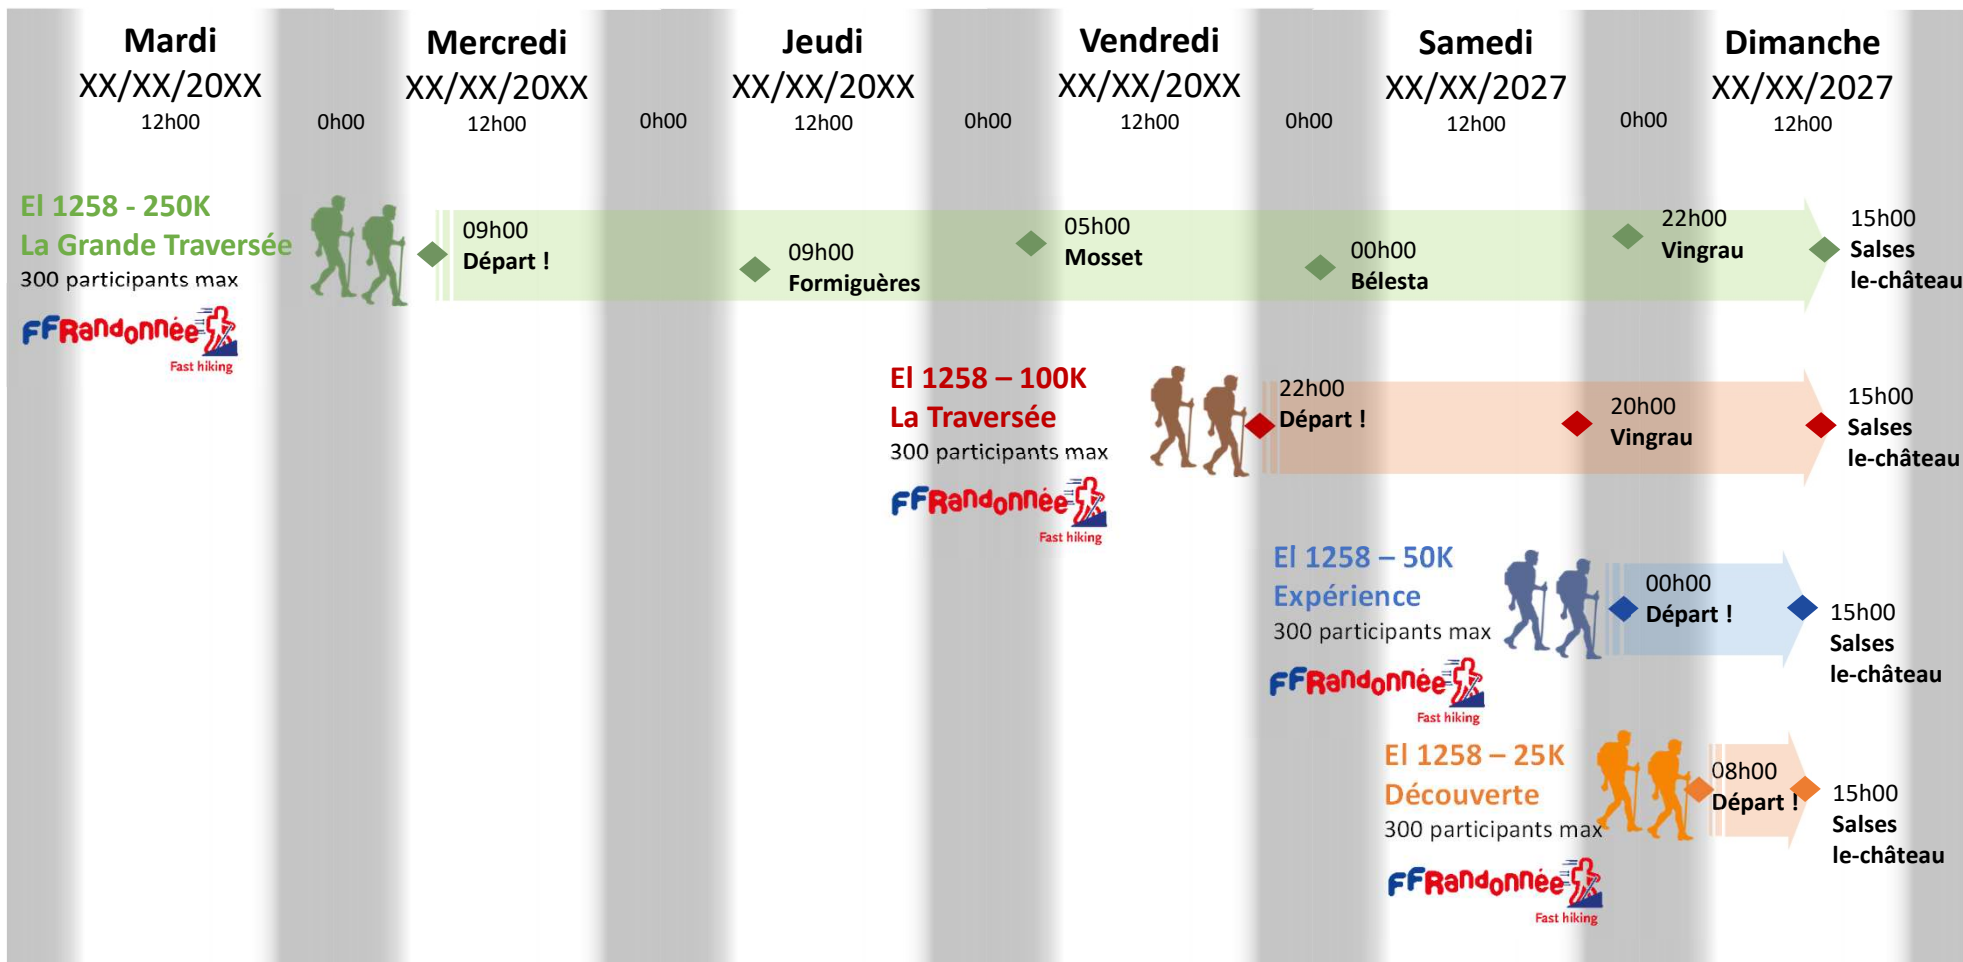 Mardi
XX/XX/20XX
12h00
0h00
Mercredi
XX/XX/20XX
12h00
0h00
Jeudi
XX/XX/20XX
12h00
0h00
Vendredi
XX/XX/20XX
12h00
0h00
Samedi
XX/XX/2027
12h00
0h00
Dimanche
XX/XX/2027
12h00
El 1258 - 250K
La Grande Traversée
300 participants max
FFRandonnée
Fast hiking
09h00
Départ !
09h00
Formiguères
05h00
Mosset
00h00
Bélesta
22h00
Vingrau
15h00
Salses
le-château
El 1258 – 100K
La Traversée
300 participants max
FFRandonnée
Fast hiking
22h00
Départ !
20h00
Vingrau
15h00
Salses
le-château
El 1258 – 50K
Expérience
300 participants max
FFRandonnée
Fast hiking
00h00
Départ !
15h00
Salses
le-château
El 1258 – 25K
Découverte
300 participants max
FFRandonnée
Fast hiking
08h00
Départ !
15h00
Salses
le-château